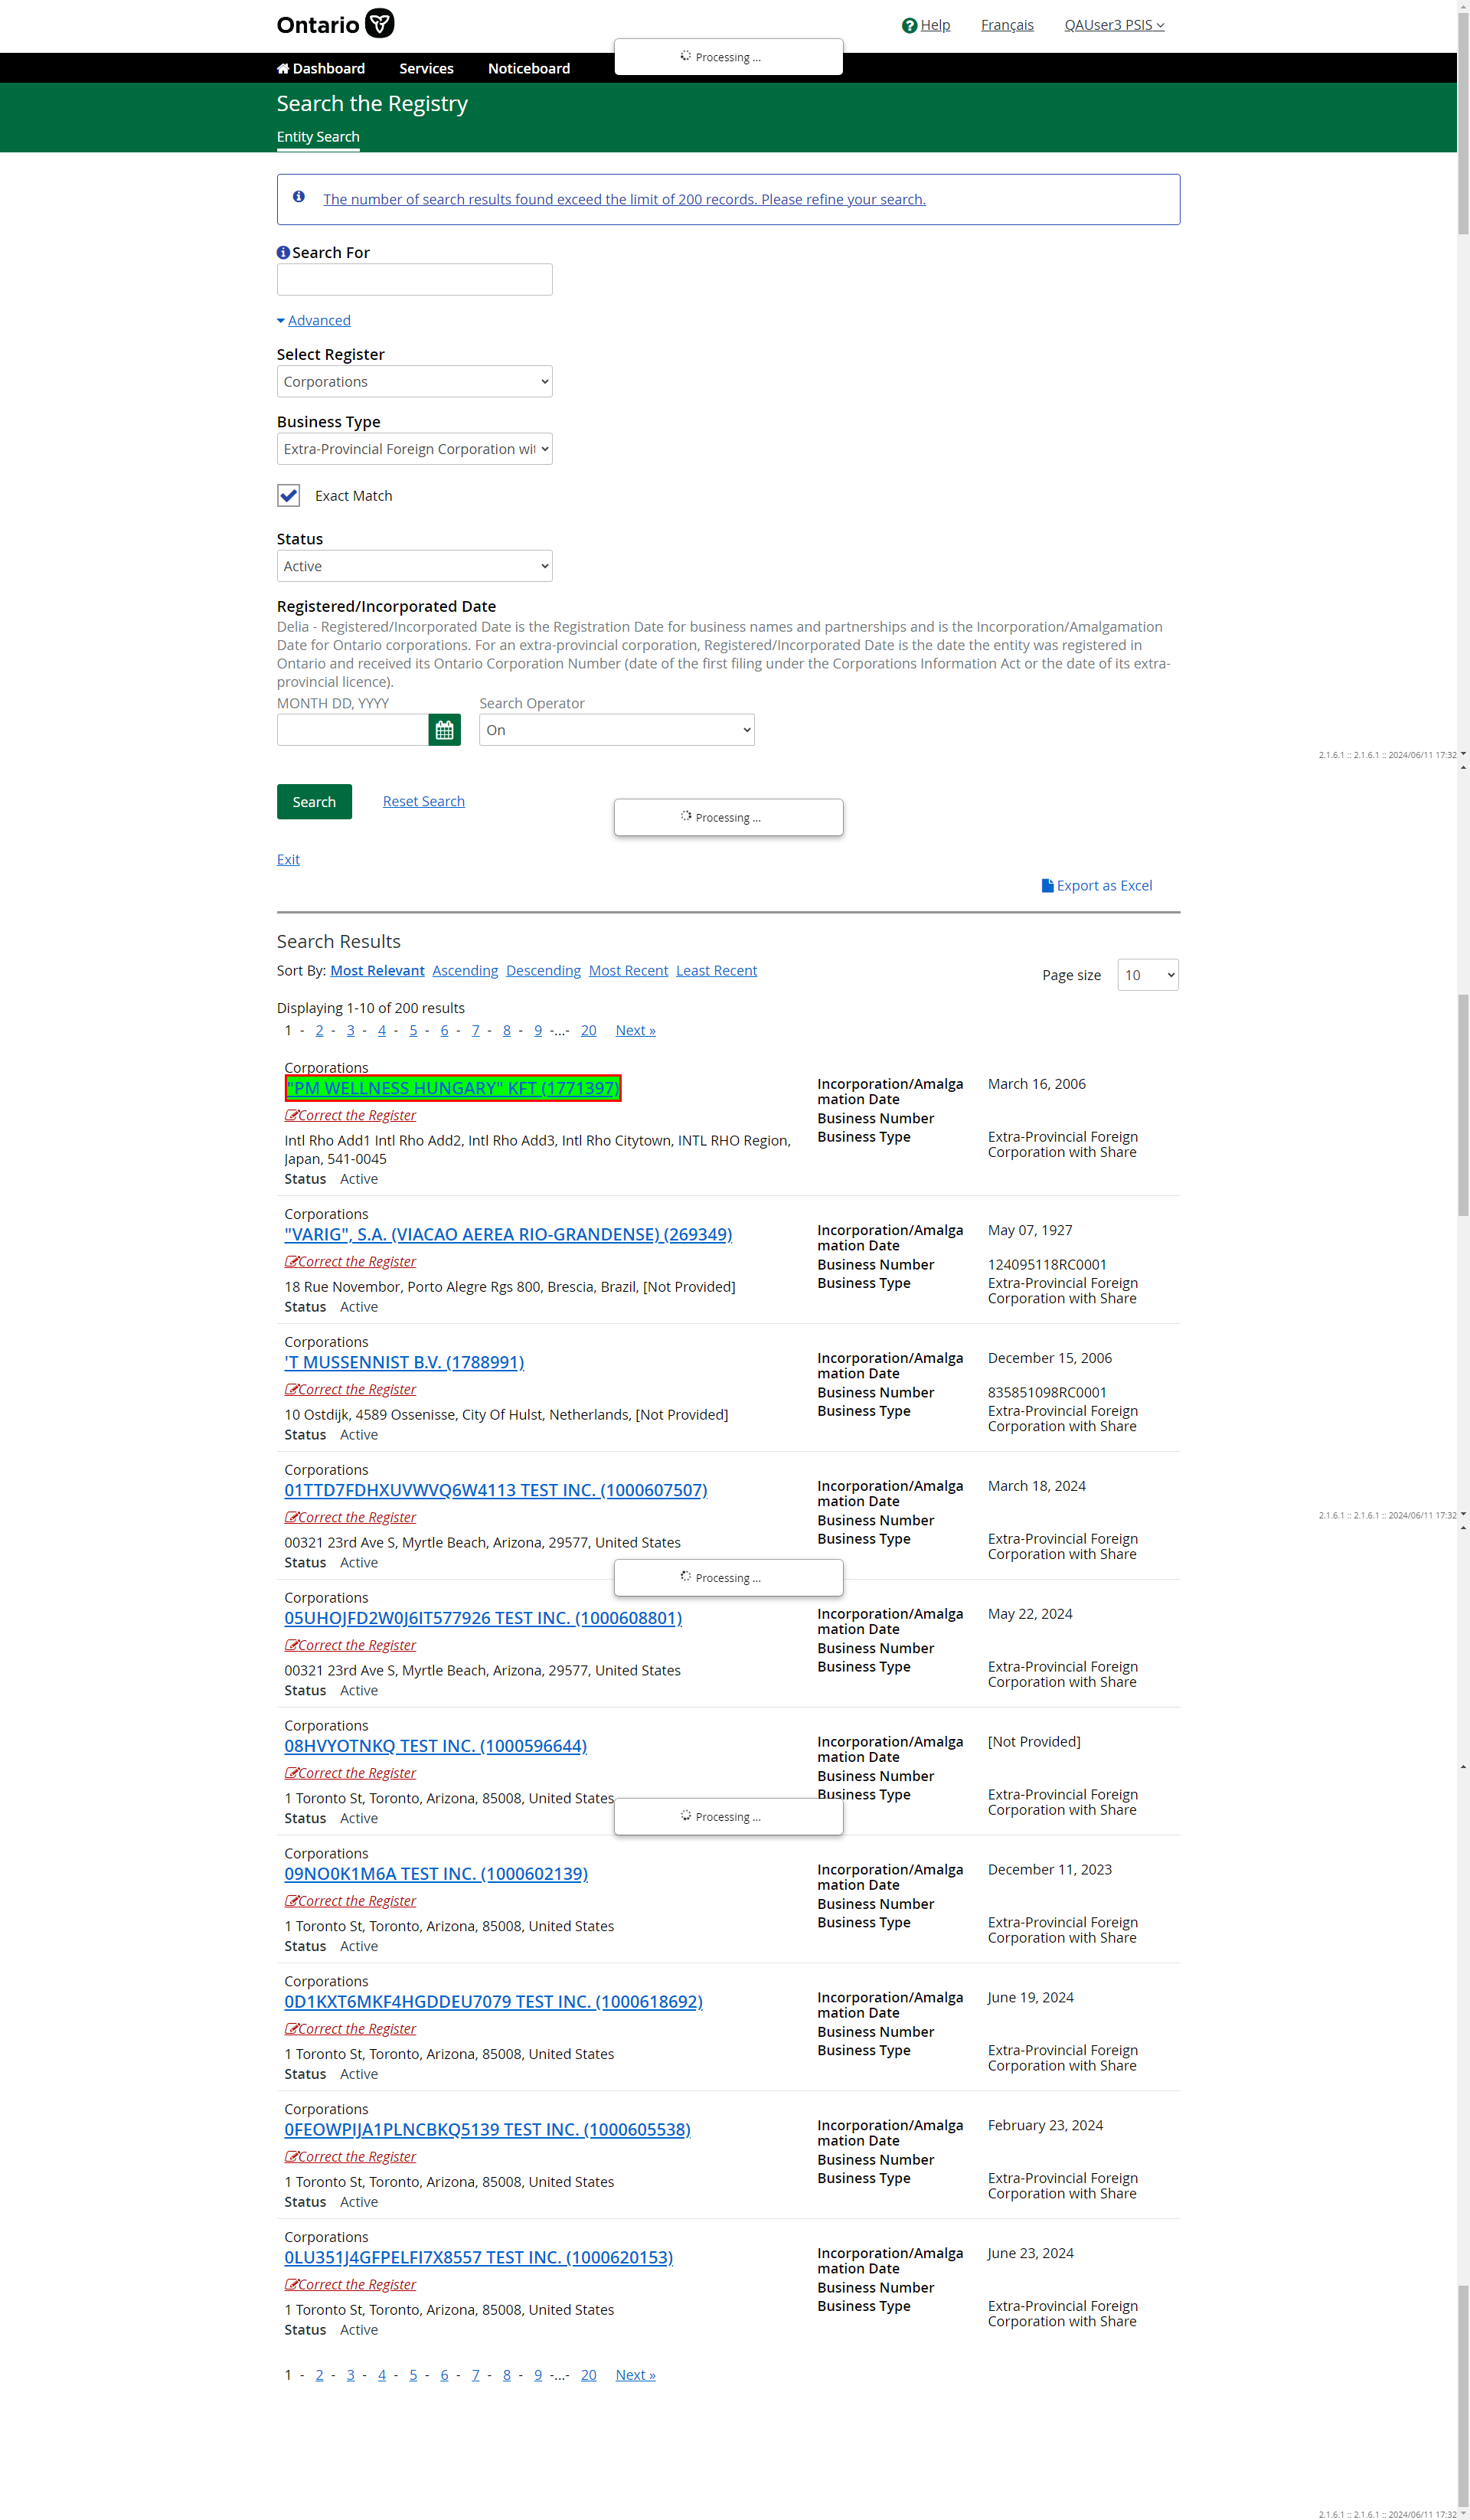 Ontario
Help Français QAUser3 PSIS
Processing ...
Dashboard Services Noticeboard
Search the Registry
Entity Search
The number of search results found exceed the limit of 200 records. Please refine your search.
Search For
Advanced
Select Register
Corporations
Business Type
Extra-Provincial Foreign Corporation wit
Exact Match
Status
Active
Registered/Incorporated Date
Delia - Registered/Incorporated Date is the Registration Date for business names and partnerships and is the Incorporation/Amalgamation
Date for Ontario corporations. For an extra-provincial corporation, Registered/Incorporated Date is the date the entity was registered in
Ontario and received its Ontario Corporation Number (date of the first filing under the Corporations Information Act or the date of its extra-
provincial licence).
MONTH DD, YYYY Search Operator
On
2.1.6.1 :: 2.1.6.1 :: 2024/06/11 17:32
Search Reset Search
Processing ...
Exit
Export as Excel
Search Results
Sort By: Most Relevant Ascending Descending Most Recent Least Recent
Page size 10
Displaying 1-10 of 200 results
1 - 2 - 3 - 4 - 5 - 6 - 7 - 8 - 9 -...- 20 Next »
Corporations
"PM WELLNESS HUNGARY" KFT (1771397)
Correct the Register
Intl Rho Add1 Intl Rho Add2, Intl Rho Add3, Intl Rho Citytown, INTL RHO Region,
Japan, 541-0045
Status Active
Incorporation/Amalga March 16, 2006
mation Date
Business Number
Business Type Extra-Provincial Foreign
Corporation with Share
Corporations
"VARIG", S.A. (VIACAO AEREA RIO-GRANDENSE) (269349)
Correct the Register
18 Rue Novembor, Porto Alegre Rgs 800, Brescia, Brazil, [Not Provided]
Status Active
Incorporation/Amalga May 07, 1927
mation Date
Business Number 124095118RC0001
Business Type Extra-Provincial Foreign
Corporation with Share
Corporations
'T MUSSENNIST B.V. (1788991)
Correct the Register
10 Ostdijk, 4589 Ossenisse, City Of Hulst, Netherlands, [Not Provided]
Status Active
Incorporation/Amalga December 15, 2006
mation Date
Business Number 835851098RC0001
Business Type Extra-Provincial Foreign
Corporation with Share
Corporations
01TTD7FDHXUVWVQ6W4113 TEST INC. (1000607507)
Correct the Register
00321 23rd Ave S, Myrtle Beach, Arizona, 29577, United States
Status Active
Incorporation/Amalga March 18, 2024
mation Date
Business Number
Business Type Extra-Provincial Foreign
Corporation with Share
2.1.6.1 :: 2.1.6.1 :: 2024/06/11 17:32
Processing ...
Corporations
05UHOJFD2W0J6IT577926 TEST INC. (1000608801)
Correct the Register
00321 23rd Ave S, Myrtle Beach, Arizona, 29577, United States
Status Active
Incorporation/Amalga May 22, 2024
mation Date
Business Number
Business Type Extra-Provincial Foreign
Corporation with Share
Corporations
08HVYOTNKQ TEST INC. (1000596644)
Correct the Register
1 Toronto St, Toronto, Arizona, 85008, United States
Status Active
Incorporation/Amalga [Not Provided]
mation Date
Business Number
Business Type Extra-Provincial Foreign
Corporation with Share
Processing ...
Corporations
09NO0K1M6A TEST INC. (1000602139)
Correct the Register
1 Toronto St, Toronto, Arizona, 85008, United States
Status Active
Incorporation/Amalga December 11, 2023
mation Date
Business Number
Business Type Extra-Provincial Foreign
Corporation with Share
Corporations
0D1KXT6MKF4HGDDEU7079 TEST INC. (1000618692)
Correct the Register
1 Toronto St, Toronto, Arizona, 85008, United States
Status Active
Incorporation/Amalga June 19, 2024
mation Date
Business Number
Business Type Extra-Provincial Foreign
Corporation with Share
Corporations
0FEOWPIJA1PLNCBKQ5139 TEST INC. (1000605538)
Correct the Register
1 Toronto St, Toronto, Arizona, 85008, United States
Status Active
Incorporation/Amalga February 23, 2024
mation Date
Business Number
Business Type Extra-Provincial Foreign
Corporation with Share
Corporations
0LU351J4GFPELFI7X8557 TEST INC. (1000620153)
Correct the Register
1 Toronto St, Toronto, Arizona, 85008, United States
Status Active
Incorporation/Amalga June 23, 2024
mation Date
Business Number
Business Type Extra-Provincial Foreign
Corporation with Share
1 - 2 - 3 - 4 - 5 - 6 - 7 - 8 - 9 -...- 20 Next »
2.1.6.1 :: 2.1.6.1 :: 2024/06/11 17:32